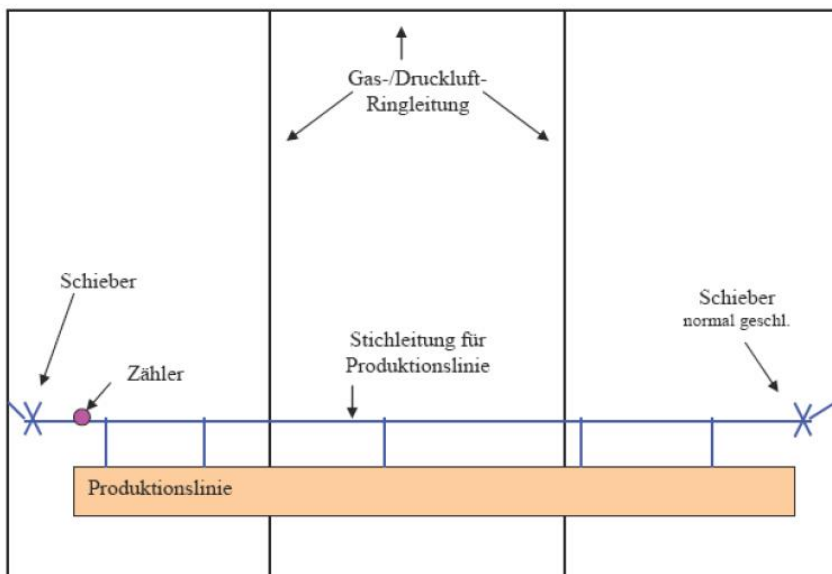 Gas-/Druckluft-
Ringleitung
Schieber
Schieber
normal geschl.
Stichleitung für
Produktionslinie
Zähler
Produktionslinie